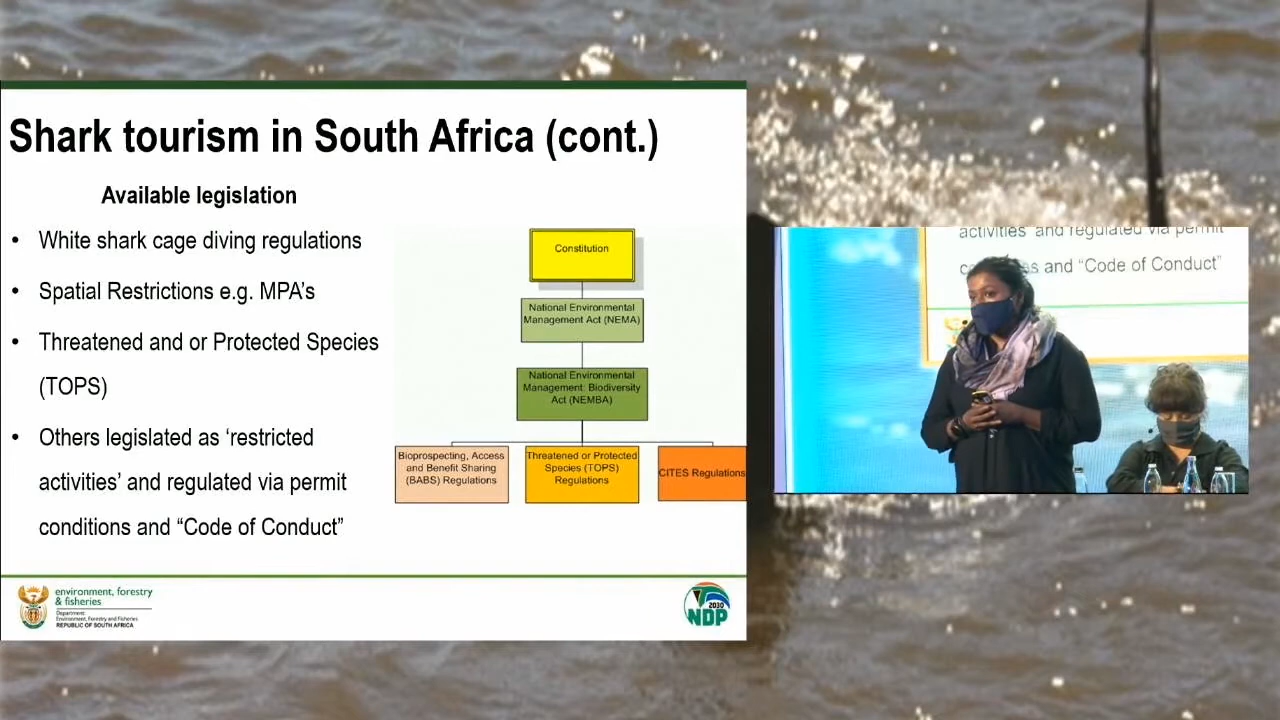 Shark tourism in South Africa (cont.)
Available legislation
• White shark cage diving regulations
• Spatial Restrictions e.g. MPA's
• Threatened and or Protected Species
(TOPS)
• Others legislated as ‘restricted
activities’ and regulated via permit
conditions and “Code of Conduct”
Constitution
National Environmental
Management Act (NEMA)
National Environmental
Management: Biodiversity
Act (NEMBA)
Bioprospecting, Access
and Benefit Sharing
(BABS) Regulations
Threatened or Protected
Species (TOPS)
Regulations
CITES Regulations
environment, forestry
& fisheries
Department:
Environment, Forestry and Fisheries
REPUBLIC OF SOUTH AFRICA
2030
NDP
activities’ and regulated via permit
and “Code of Conduct”